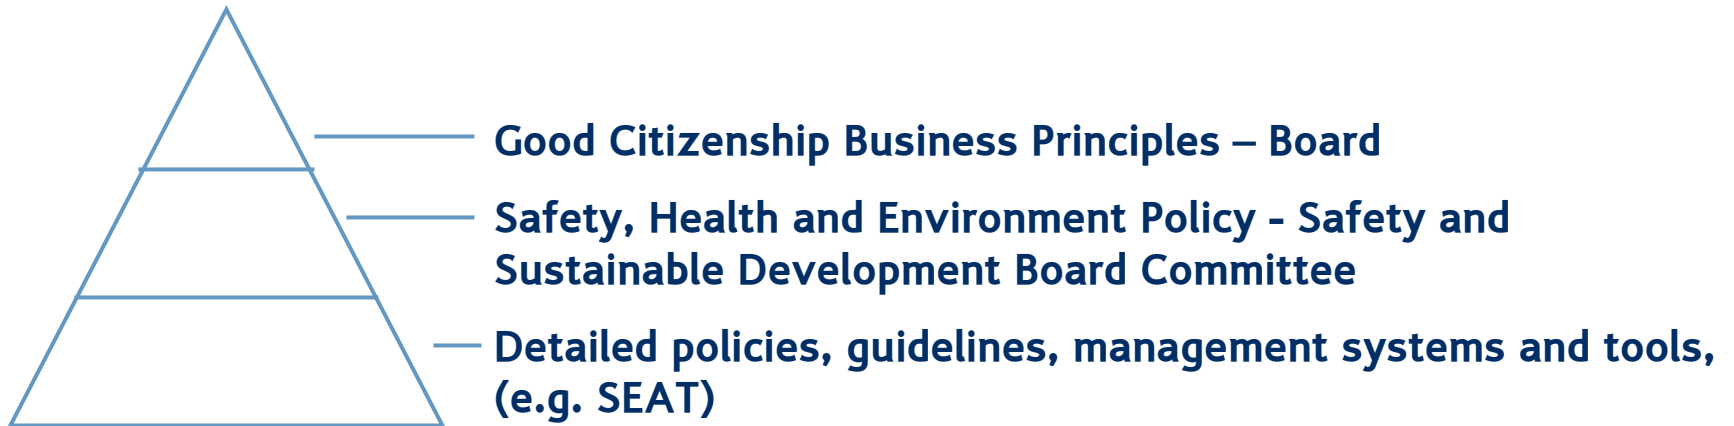 Good Citizenship Business Principles – Board
Safety, Health and Environment Policy - Safety and
Sustainable Development Board Committee
Detailed policies, guidelines, management systems and tools,
(e.g. SEAT)